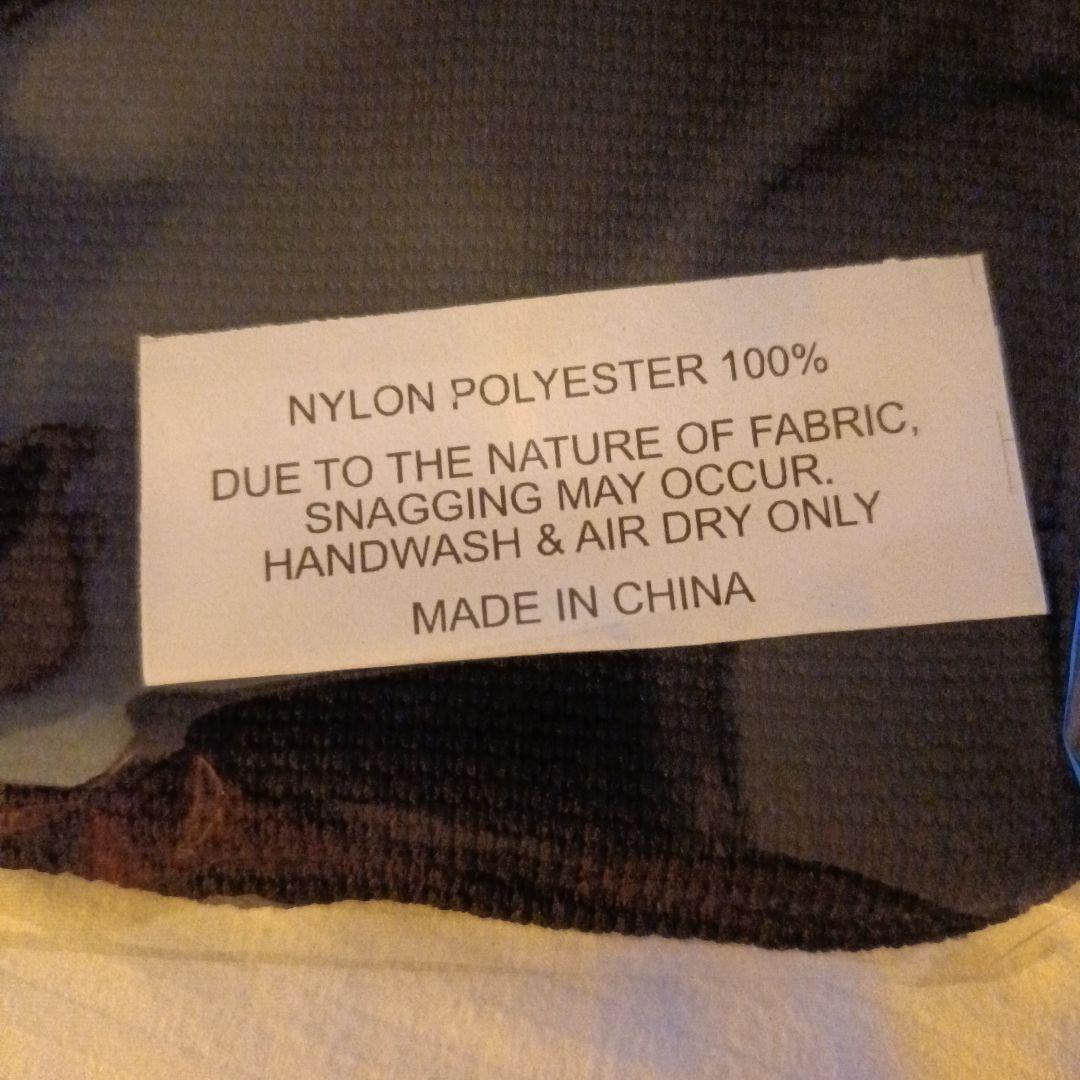 NYLON POLYESTER 100%
DUE TO THE NATURE OF FABRIC,
SNAGGING MAY OCCUR.
HANDWASH & AIR DRY ONLY
MADE IN CHINA